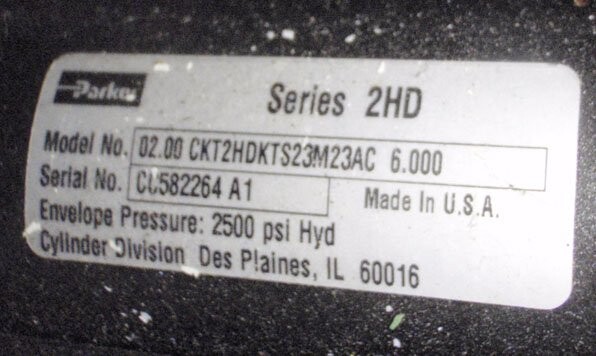 Parker
Series 2HD
Model No. 02.00 CKT2HDKTS23M23AC 6.000
Serial No. CC582264 A1 Made In U.S.A.
Envelope Pressure: 2500 psi Hyd
Cylinder Division Des Plaines, IL 60016